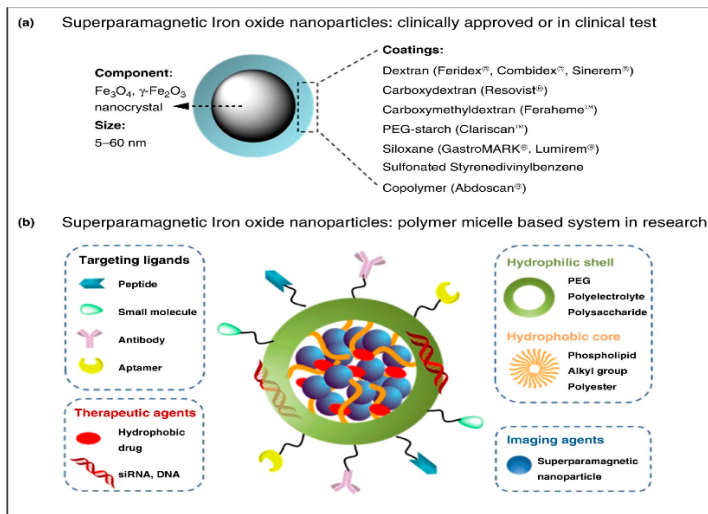 (a) Superparamagnetic Iron oxide nanoparticles: clinically approved or in clinical test
Component:
Fe₃O₄, γ-Fe₂O₃
nanocrystal
Size:
5–60 nm
Coatings:
Dextran (Feridex®, Combidex®, Sinerem®)
Carboxydextran (Resovist®)
Carboxymethyldextran (Feraheme™)
PEG-starch (Clariscan™)
Siloxane (GastroMARK®, Lumirem®)
Sulfonated Styrenedivinylbenzene
Copolymer (Abdoscan®)
(b) Superparamagnetic Iron oxide nanoparticles: polymer micelle based system in research
Targeting ligands
Peptide
Small molecule
Antibody
Aptamer
Therapeutic agents
Hydrophobic
drug
siRNA, DNA
Hydrophilic shell
PEG
Polyelectrolyte
Polysaccharide
Hydrophobic core
Phospholipid
Alkyl group
Polyester
Imaging agents
Superparamagnetic
nanoparticle